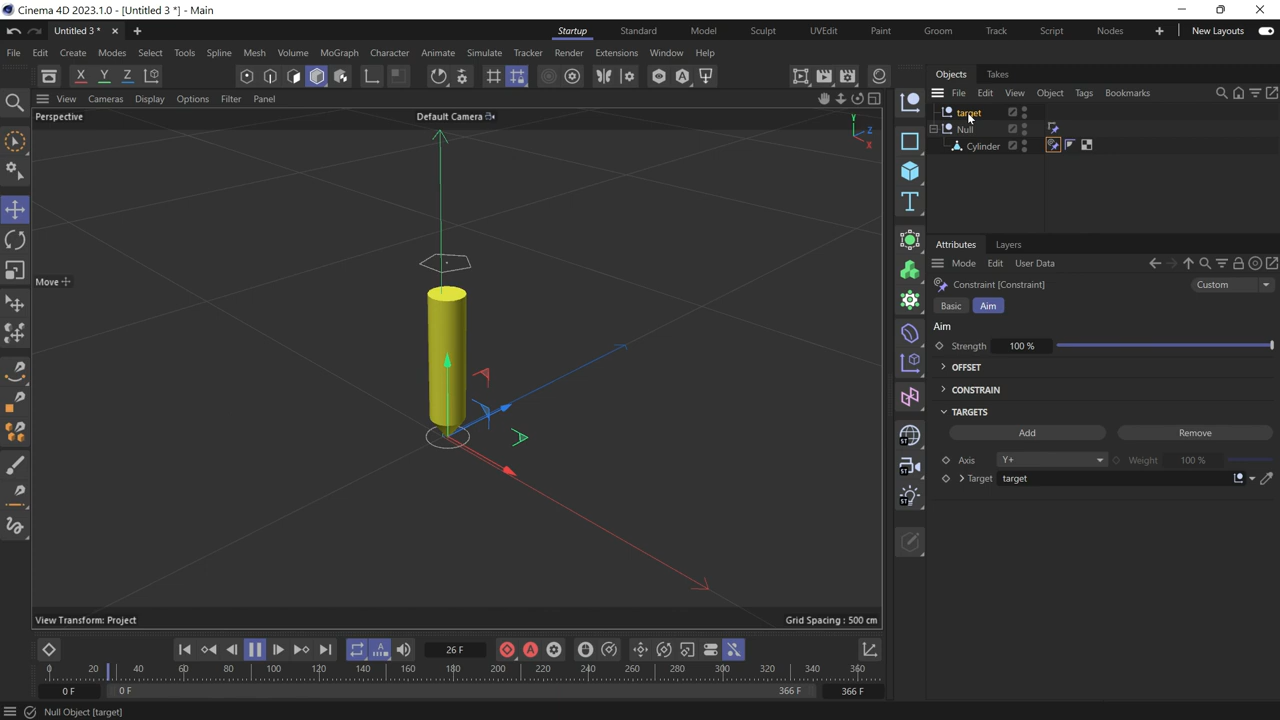 Cinema 4D 2023.1.0 - [Untitled 3 *] - Main
Untitled 3 *
Startup Standard Model Sculpt UVEdit Paint Groom Track Script Nodes New Layouts
File Edit Create Modes Select Tools Spline Mesh Volume MoGraph Character Animate Simulate Tracker Render Extensions Window Help
X Y Z
Objects Takes
View Cameras Display Options Filter Panel
File Edit View Object Tags Bookmarks
Perspective
Default Camera
Y
Z
X
target
Null
Cylinder
Move
Attributes Layers
Mode Edit User Data
Constraint [Constraint]
Custom
Basic Aim
Aim
Strength 100 %
OFFSET
CONSTRAIN
TARGETS
Add Remove
Axis Y+ Weight 100 %
Target target
T
ST
ST
ST
View Transform: Project
Grid Spacing : 500 cm
26 F
0 20 40 60 80 100 120 140 160 180 200 220 240 260 280 300 320 340 360
0 F 0 F 366 F 366 F
Null Object [target]